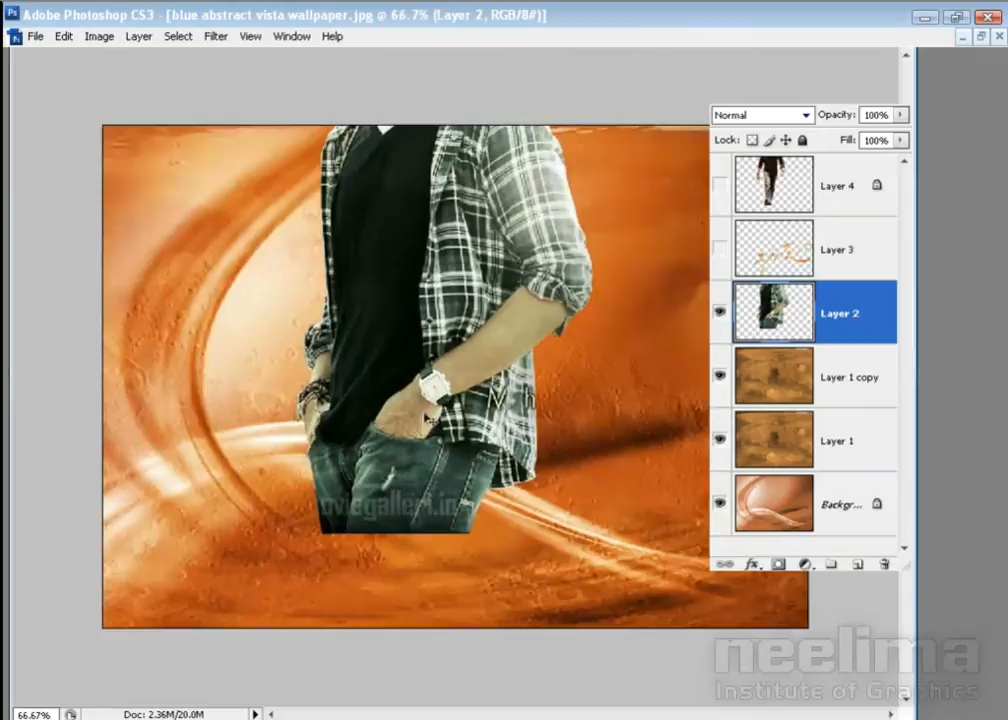 Adobe Photoshop CS3 - [blue abstract vista wallpaper.jpg @ 66.7% (Layer 2, RGB/8#)]
File Edit Image Layer Select Filter View Window Help
Normal Opacity: 100%
Lock: Fill: 100%
Layer 4
Layer 3
Layer 2
Layer 1 copy
Layer 1
Backgr...
oviegalleri.in
neelima
Institute of Graphics
66.67% Doc: 2.36M/20.0M